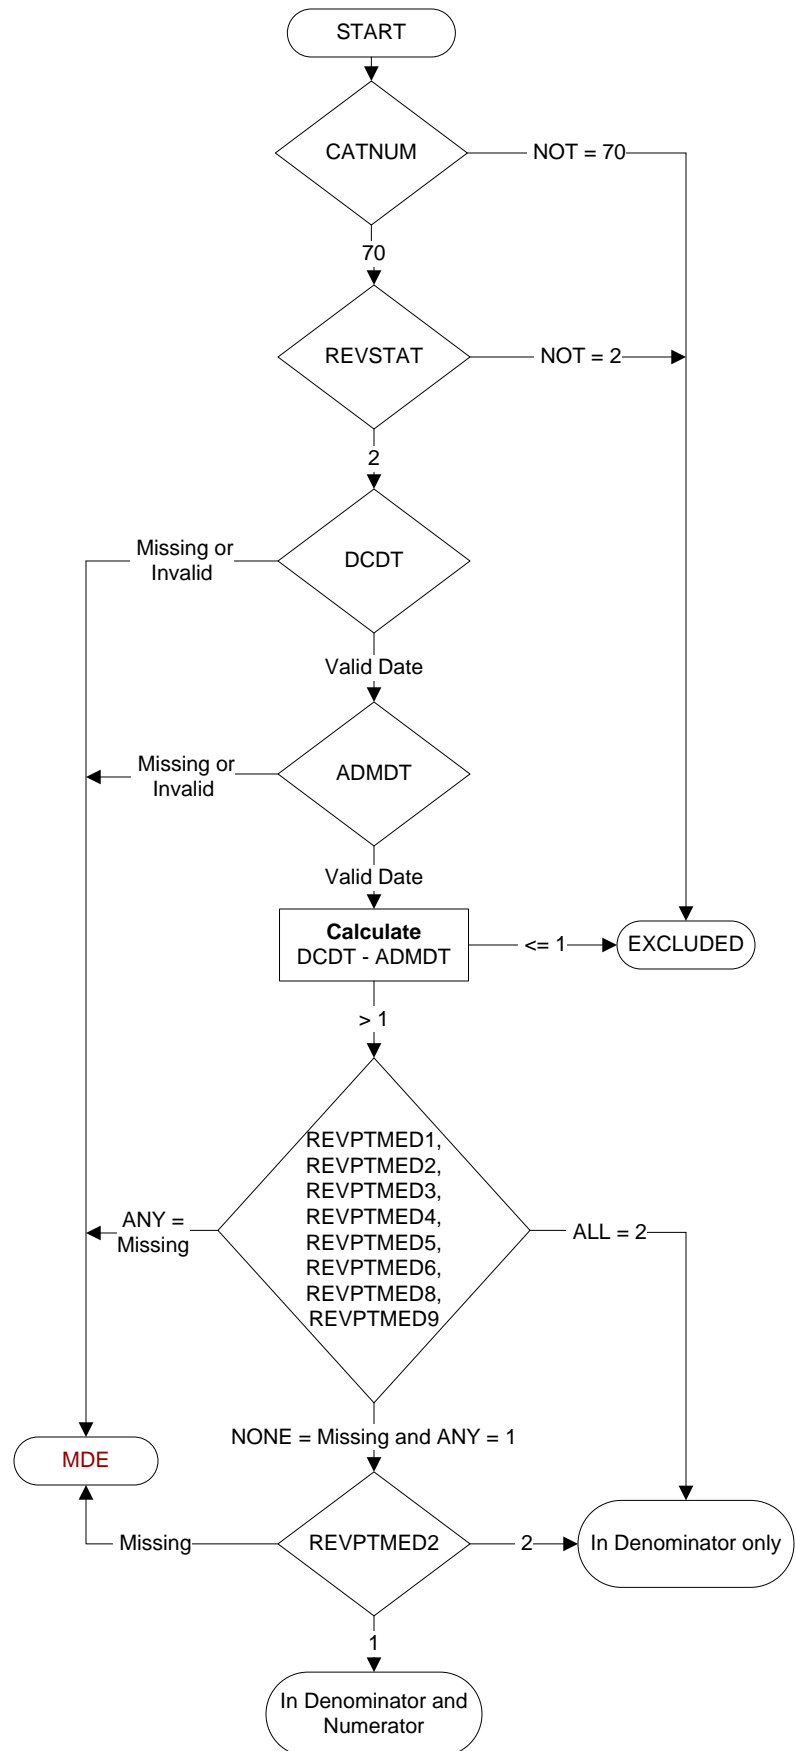 START
CATNUM
NOT = 70
70
REVSTAT
NOT = 2
2
Missing or
Invalid
DCDT
Valid Date
Missing or
Invalid
ADMDT
Valid Date
Calculate
DCDT - ADMDT
<= 1
EXCLUDED
> 1
REVPTMED1,
REVPTMED2,
REVPTMED3,
REVPTMED4,
REVPTMED5,
REVPTMED6,
REVPTMED8,
REVPTMED9
ANY =
Missing
ALL = 2
NONE = Missing and ANY = 1
MDE
Missing
REVPTMED2
2
In Denominator only
1
In Denominator and
Numerator